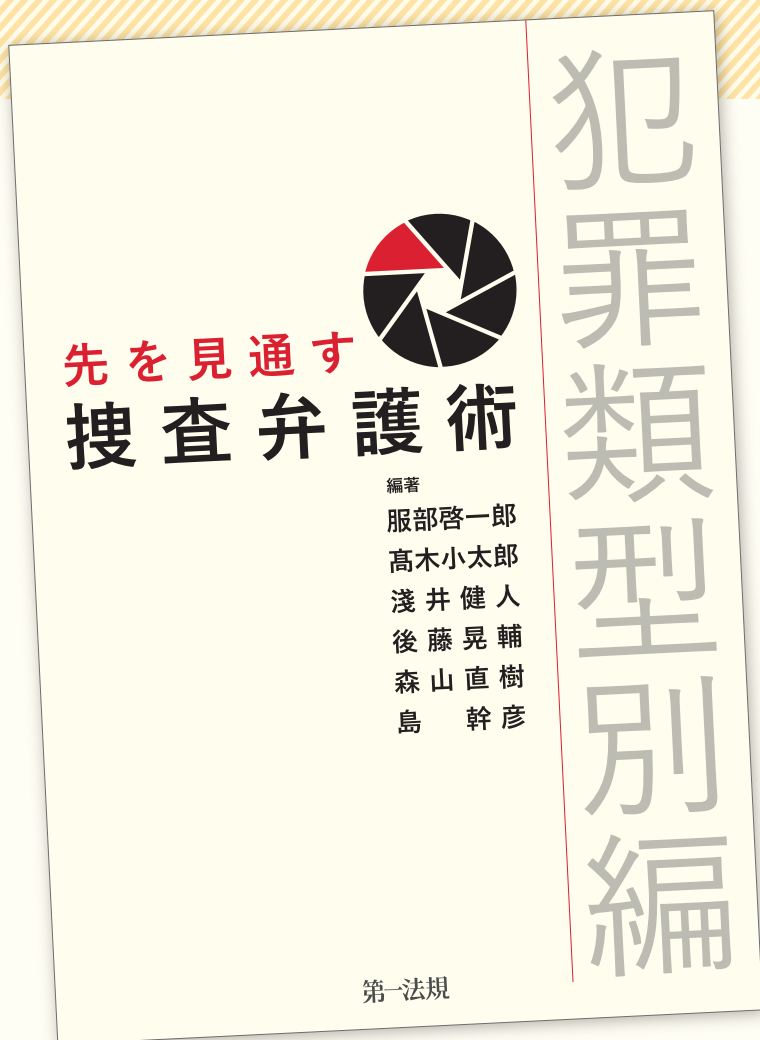 犯罪類型別編
先を見通す
捜査弁護術
編著
服部啓一郎
髙木小太郎
淺井健人
後藤晃輔
森山直樹
島 幹彦
第一法規